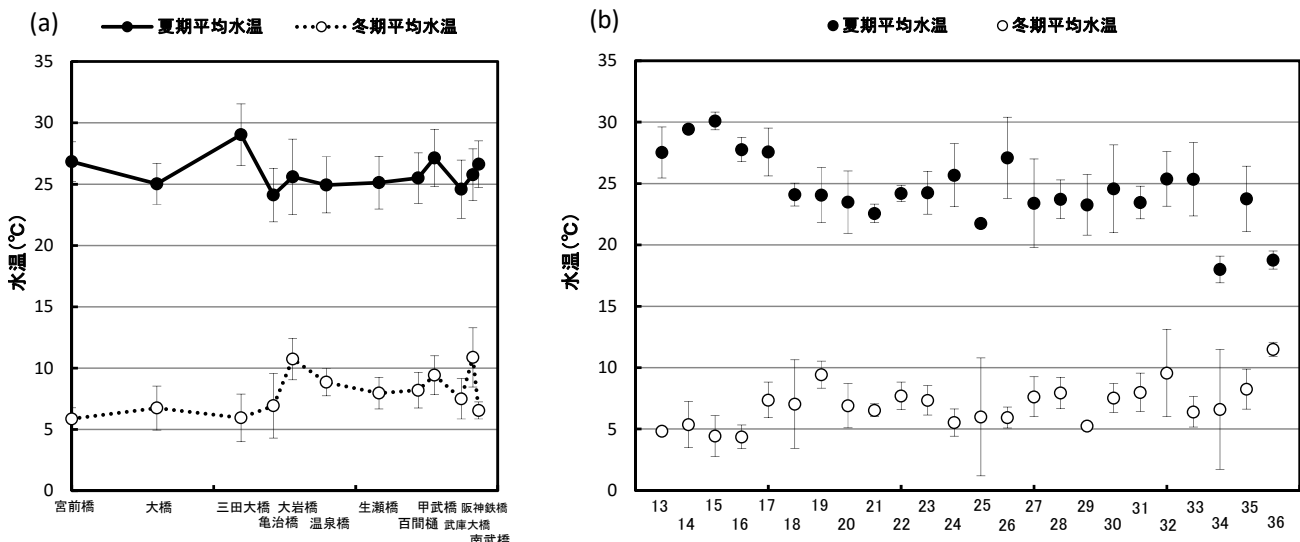 (a)
夏期平均水温 冬期平均水温
35
30
25
20
15
10
5
0
水温(℃)
宮前橋 大橋 三田大橋 大岩橋 生瀬橋 甲武橋 阪神鉄橋
亀治橋 温泉橋 百間樋 武庫大橋
南武橋
(b)
夏期平均水温 冬期平均水温
35
30
25
20
15
10
5
0
水温(℃)
13 15 17 19 21 23 25 27 29 31 33 35
14 16 18 20 22 24 26 28 30 32 34 36